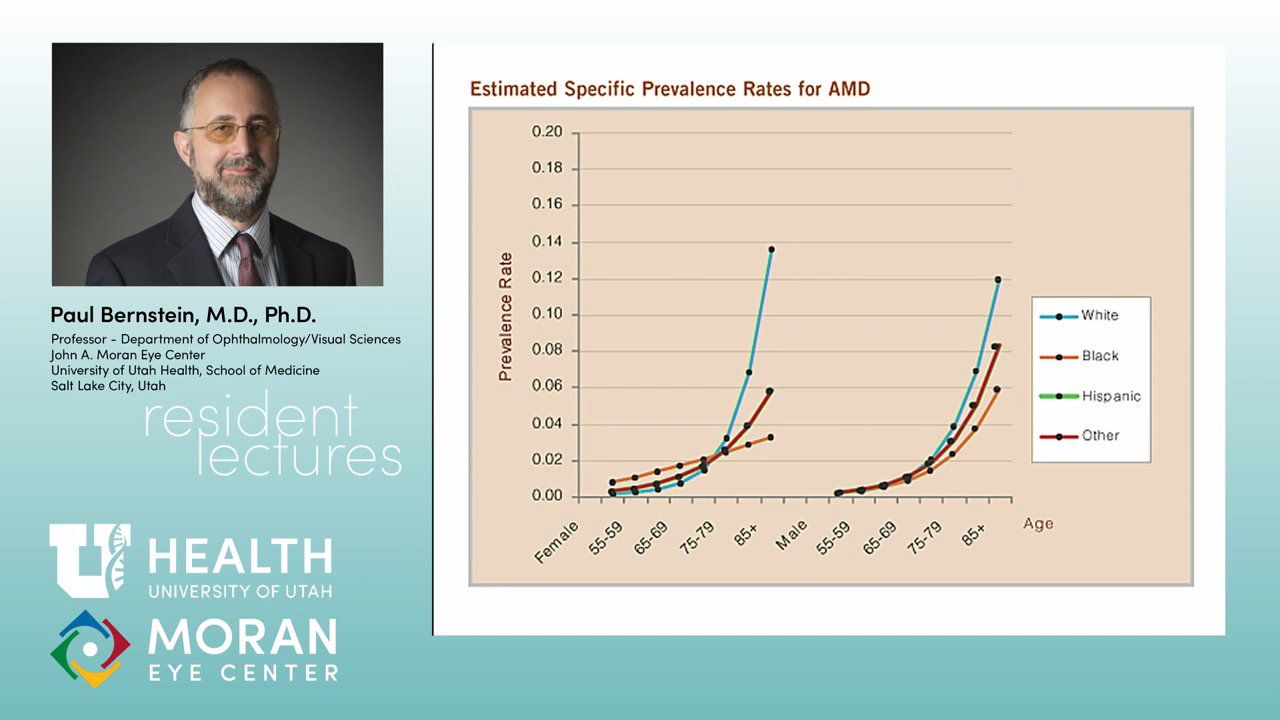 Paul Bernstein, M.D., Ph.D.
Professor - Department of Ophthalmology/Visual Sciences
John A. Moran Eye Center
University of Utah Health, School of Medicine
Salt Lake City, Utah
resident
lectures
U HEALTH
UNIVERSITY OF UTAH
MORAN
EYE CENTER
Estimated Specific Prevalence Rates for AMD
Prevalence Rate
0.20
0.18
0.16
0.14
0.12
0.10
0.08
0.06
0.04
0.02
0.00
Female
55-59
65-69
75-79
85+
Male
55-59
65-69
75-79
85+
Age
White
Black
Hispanic
Other